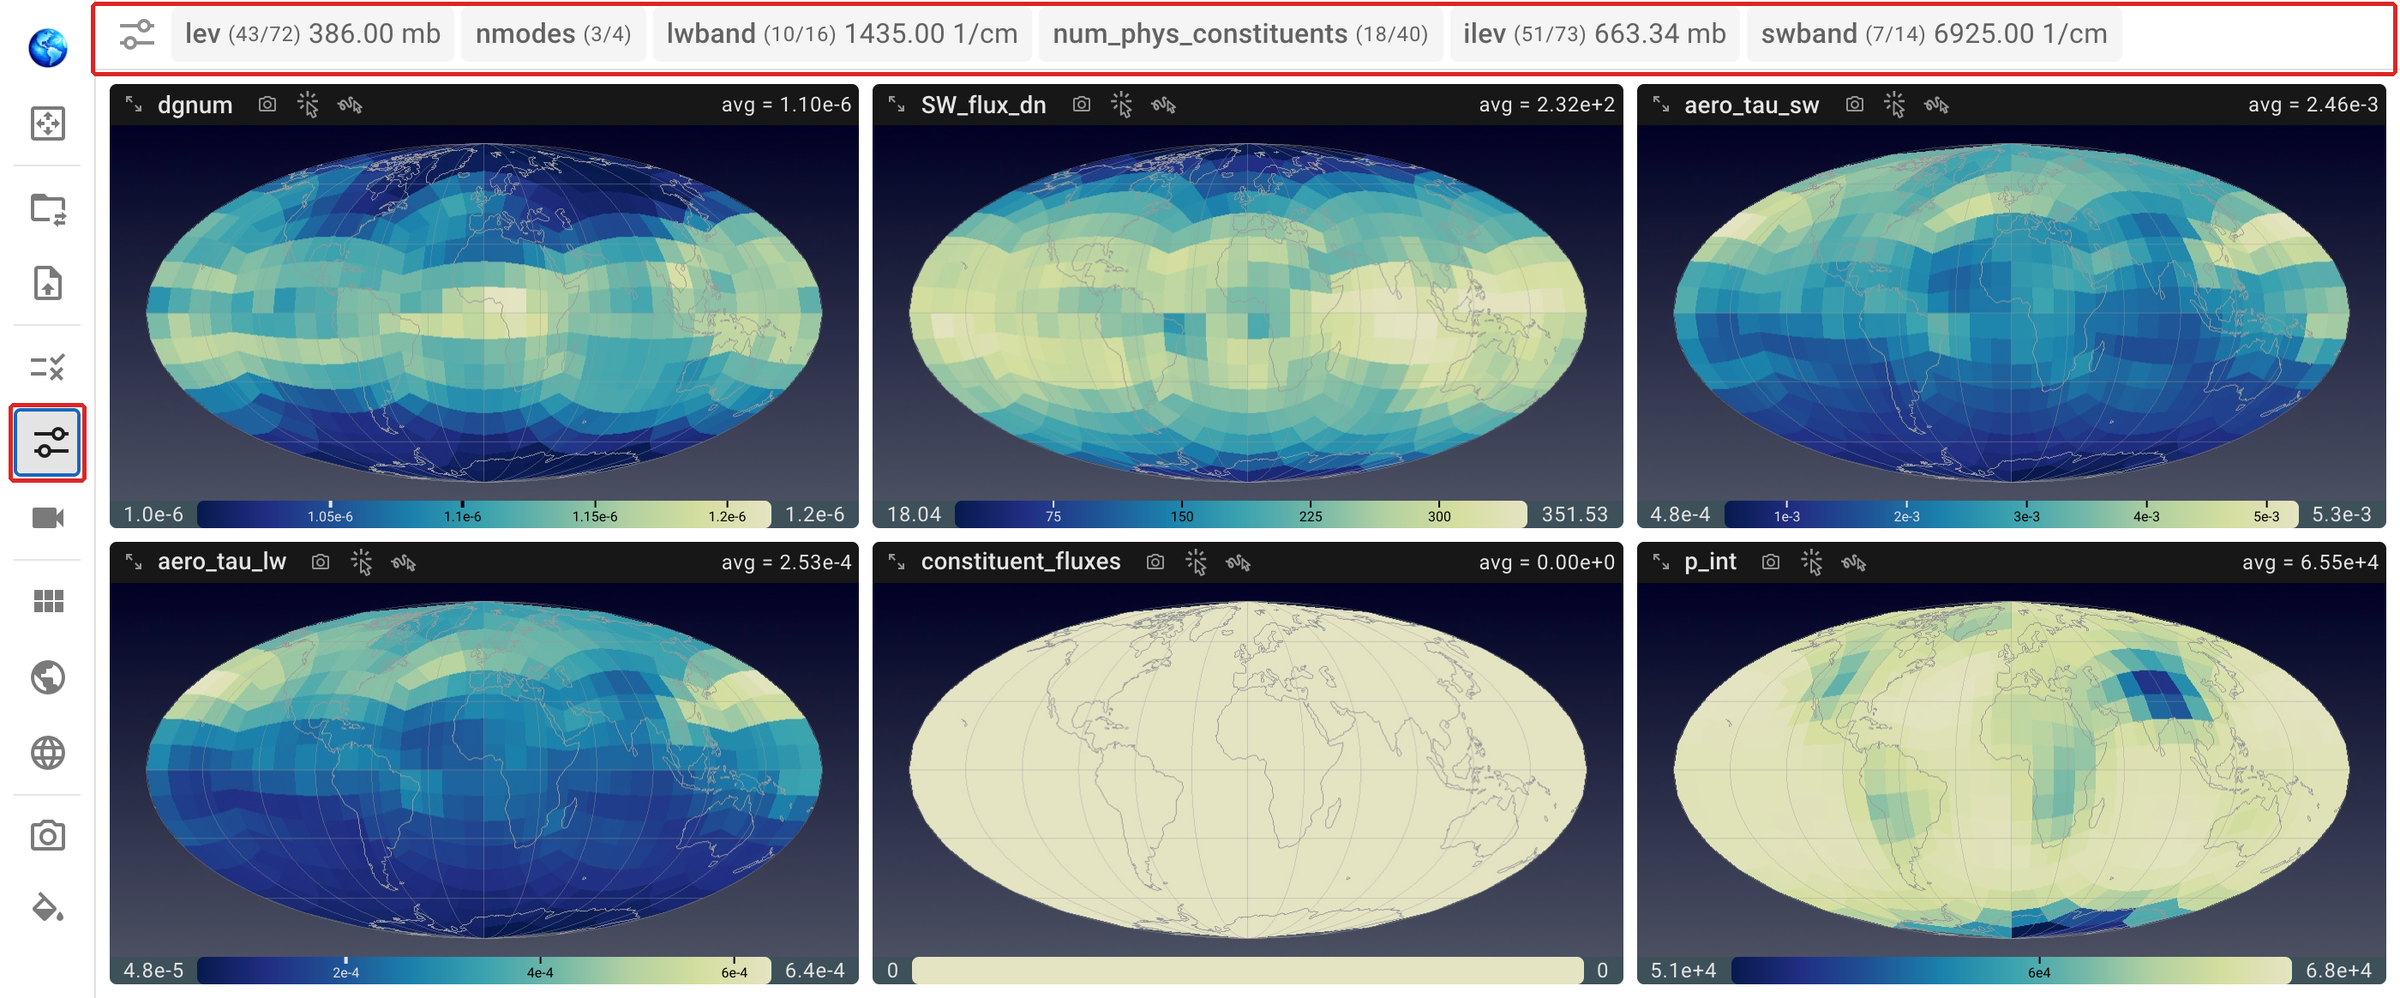 lev (43/72) 386.00 mb nmodes (3/4) lwband (10/16) 1435.00 1/cm num_phys_constituents (18/40) ilev (51/73) 663.34 mb swband (7/14) 6925.00 1/cm
dgnum avg = 1.10e-6
1.0e-6 1.05e-6 1.1e-6 1.15e-6 1.2e-6 1.2e-6
SW_flux_dn avg = 2.32e+2
18.04 75 150 225 300 351.53
aero_tau_sw avg = 2.46e-3
4.8e-4 1e-3 2e-3 3e-3 4e-3 5e-3 5.3e-3
aero_tau_lw avg = 2.53e-4
4.8e-5 2e-4 4e-4 6e-4 6.4e-4
constituent_fluxes avg = 0.00e+0
0 0
p_int avg = 6.55e+4
5.1e+4 6e4 6.8e+4